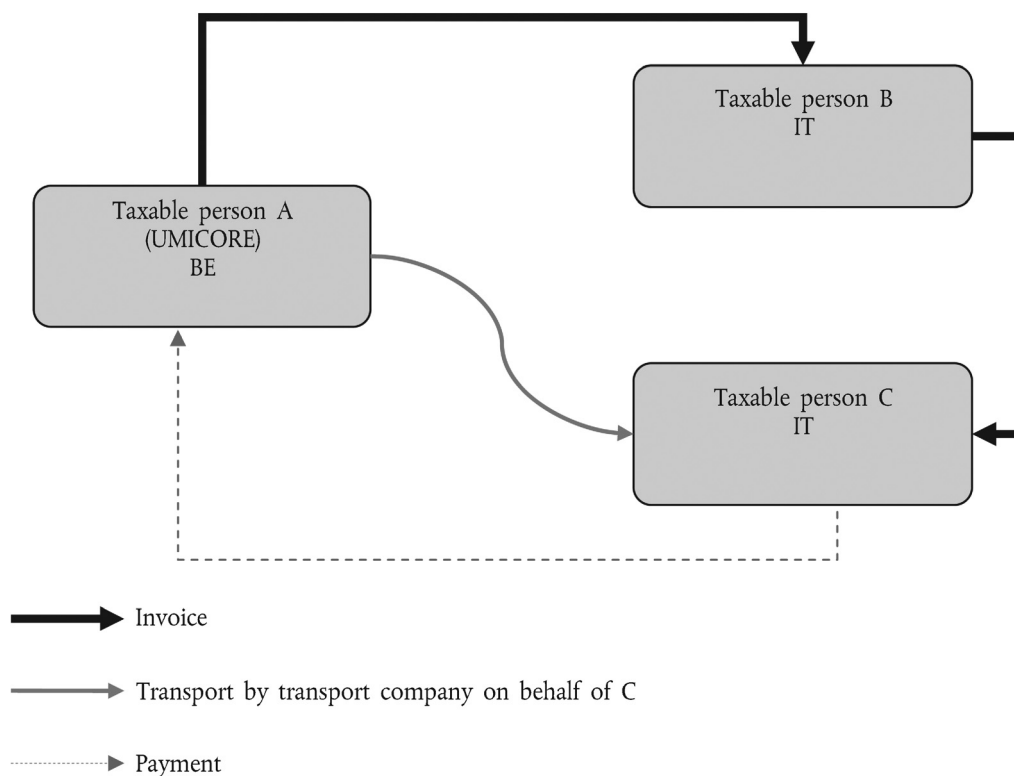 Taxable person B
IT
Taxable person A
(UMICORE)
BE
Taxable person C
IT
Invoice
Transport by transport company on behalf of C
Payment